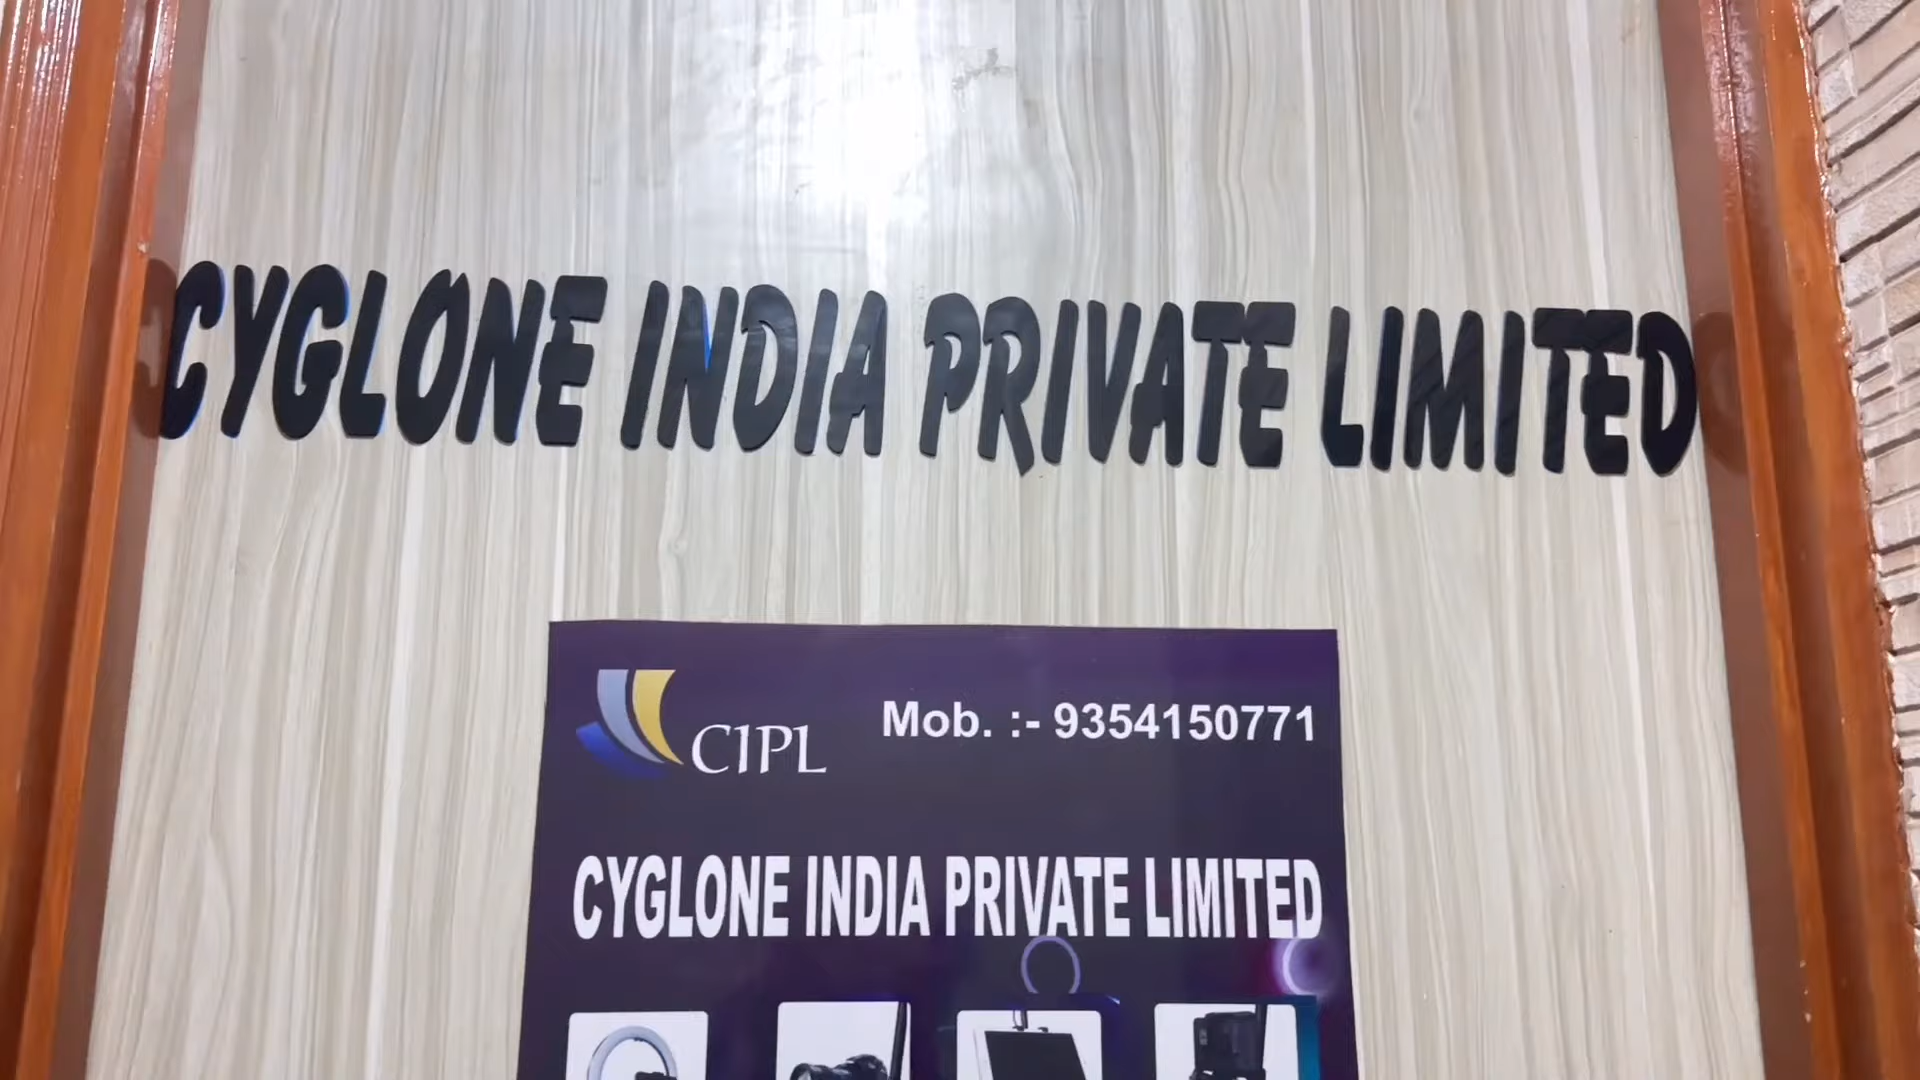 CYGLONE INDIA PRIVATE LIMITED
CIPL
Mob. :- 9354150771
CYGLONE INDIA PRIVATE LIMITED